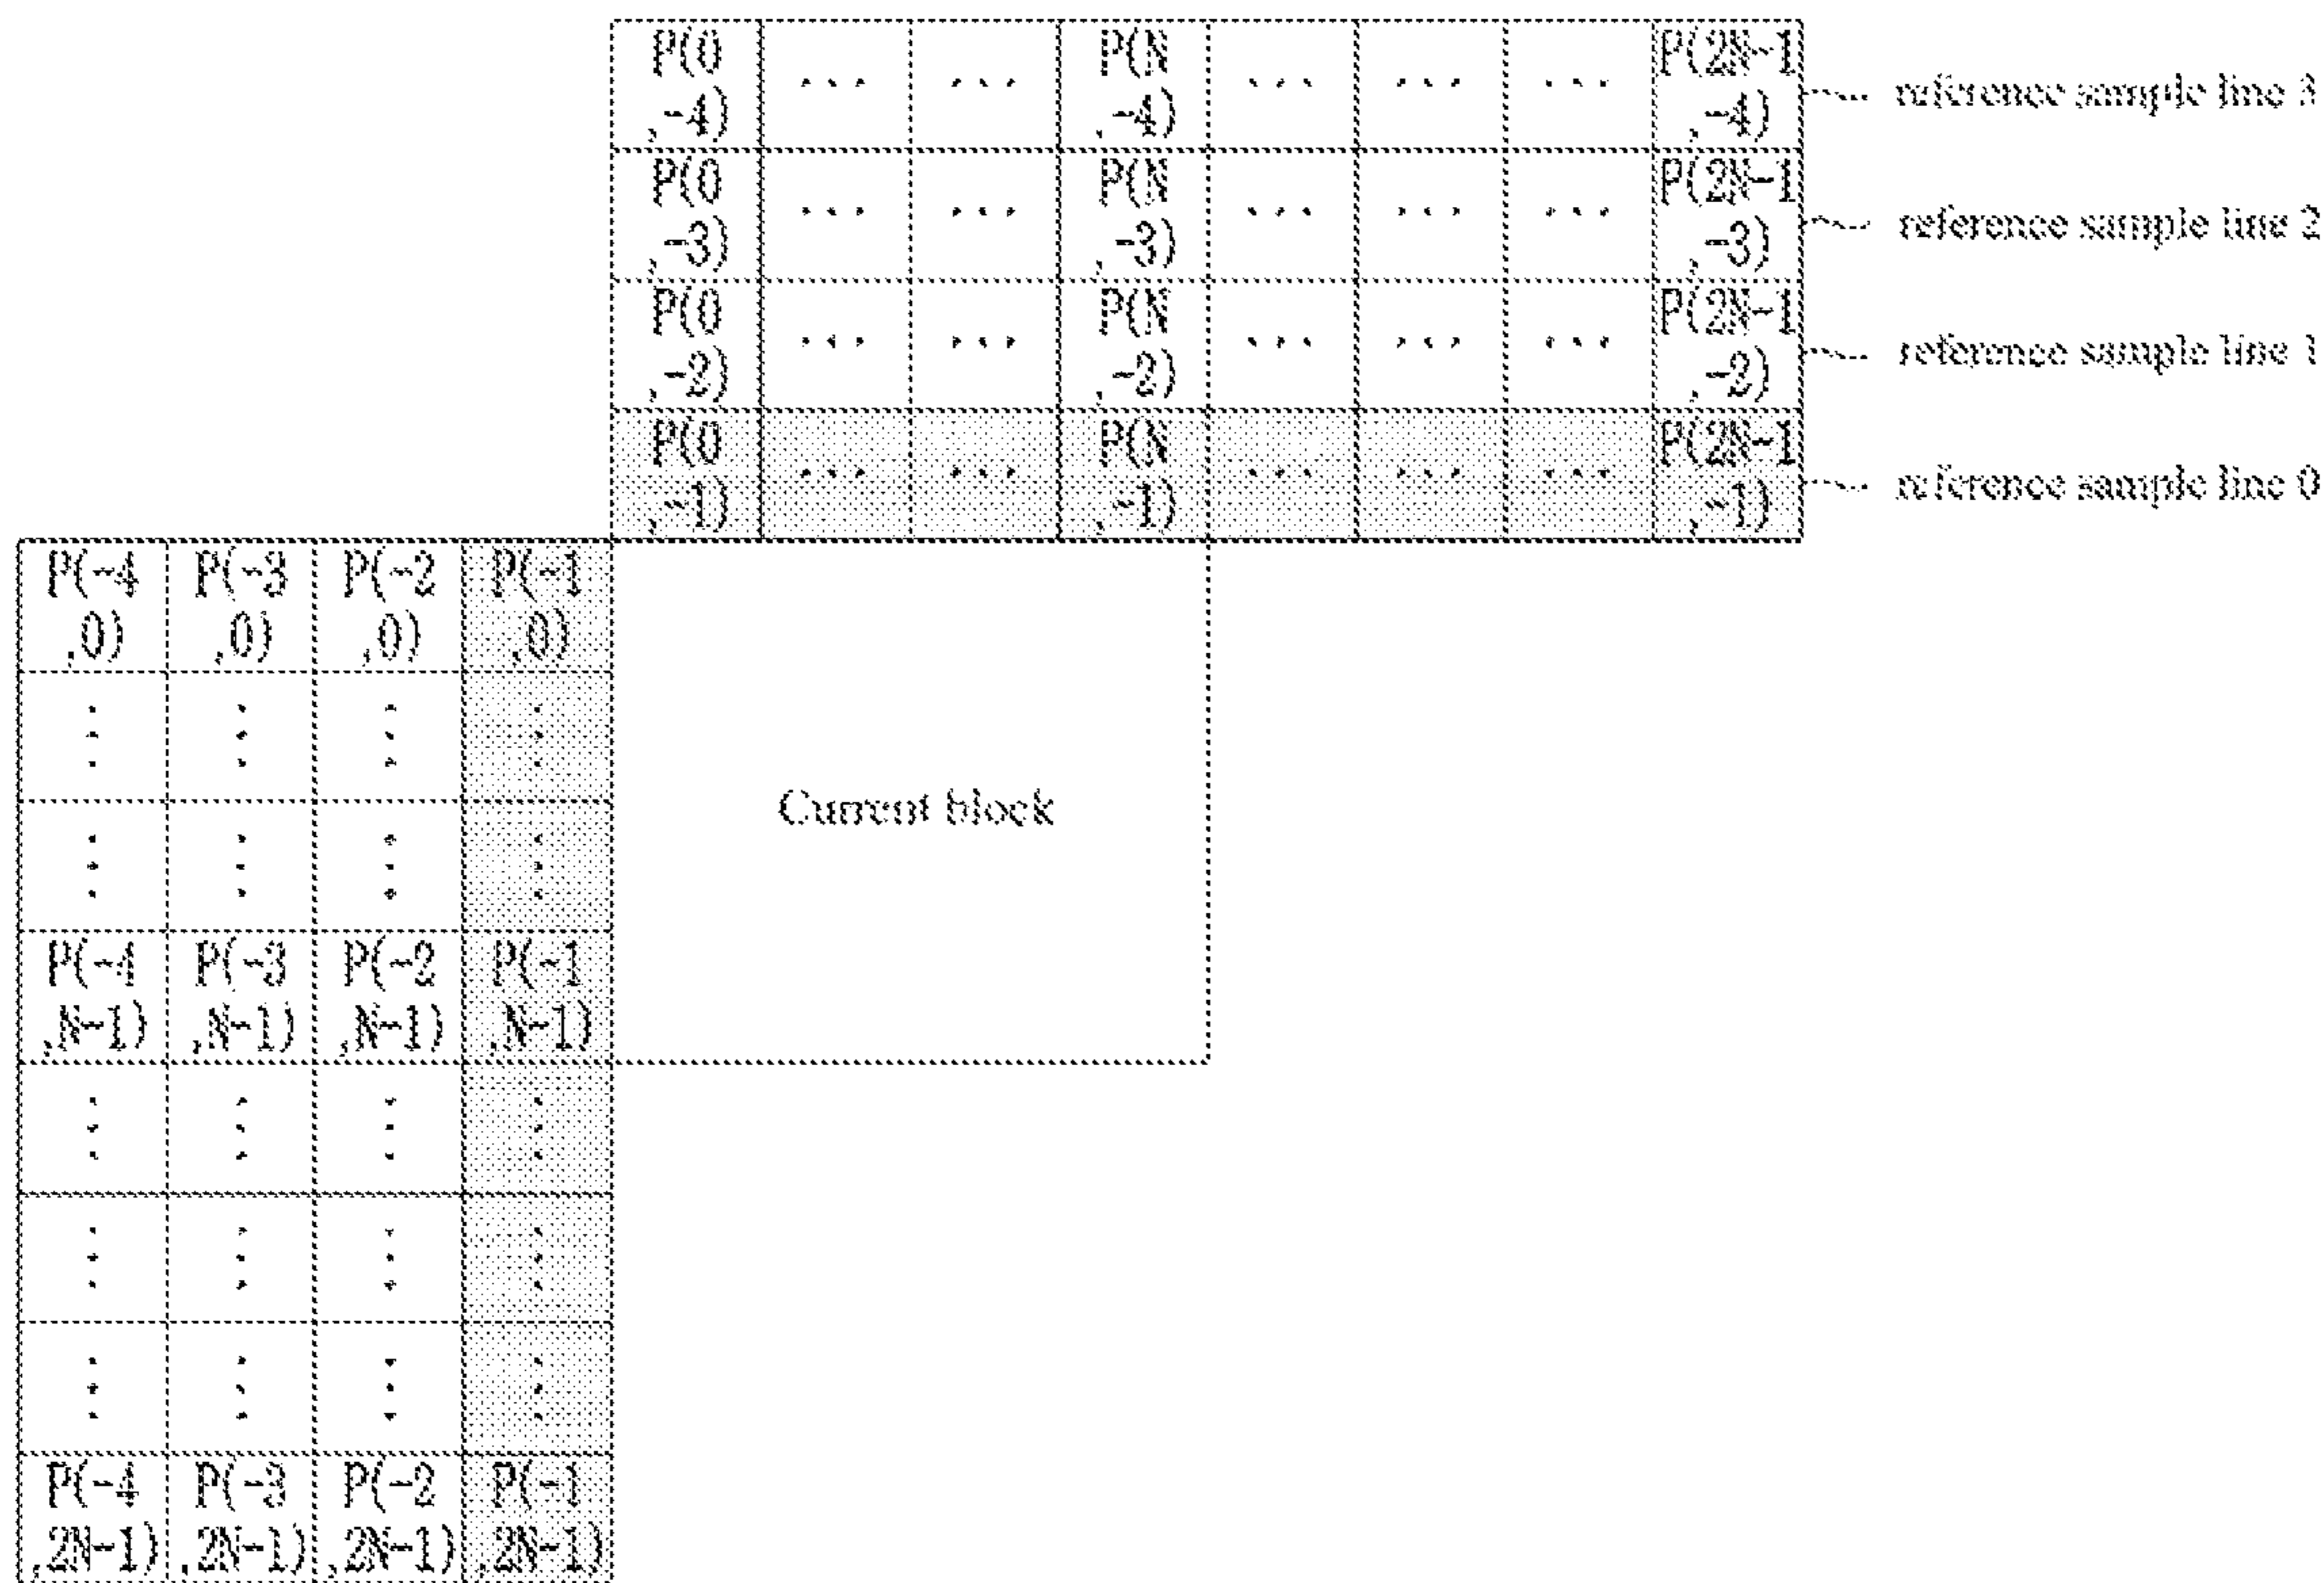 P(0 ... ... P(N ... ... ... P(2N-1
,-4) ,-4) ,-4) reference sample line 3
P(0 ... ... P(N ... ... ... P(2N-1
,-3) ,-3) ,-3) reference sample line 2
P(0 ... ... P(N ... ... ... P(2N-1
,-2) ,-2) ,-2) reference sample line 1
P(0 ... ... P(N ... ... ... P(2N-1
,-1) ,-1) ,-1) reference sample line 0
P(-4 P(-3 P(-2 P(-1
,0) ,0) ,0) ,0)
Current block
P(-4 P(-3 P(-2 P(-1
,N-1) ,N-1) ,N-1) ,N-1)
P(-4 P(-3 P(-2 P(-1
,2N-1) ,2N-1) ,2N-1) ,2N-1)